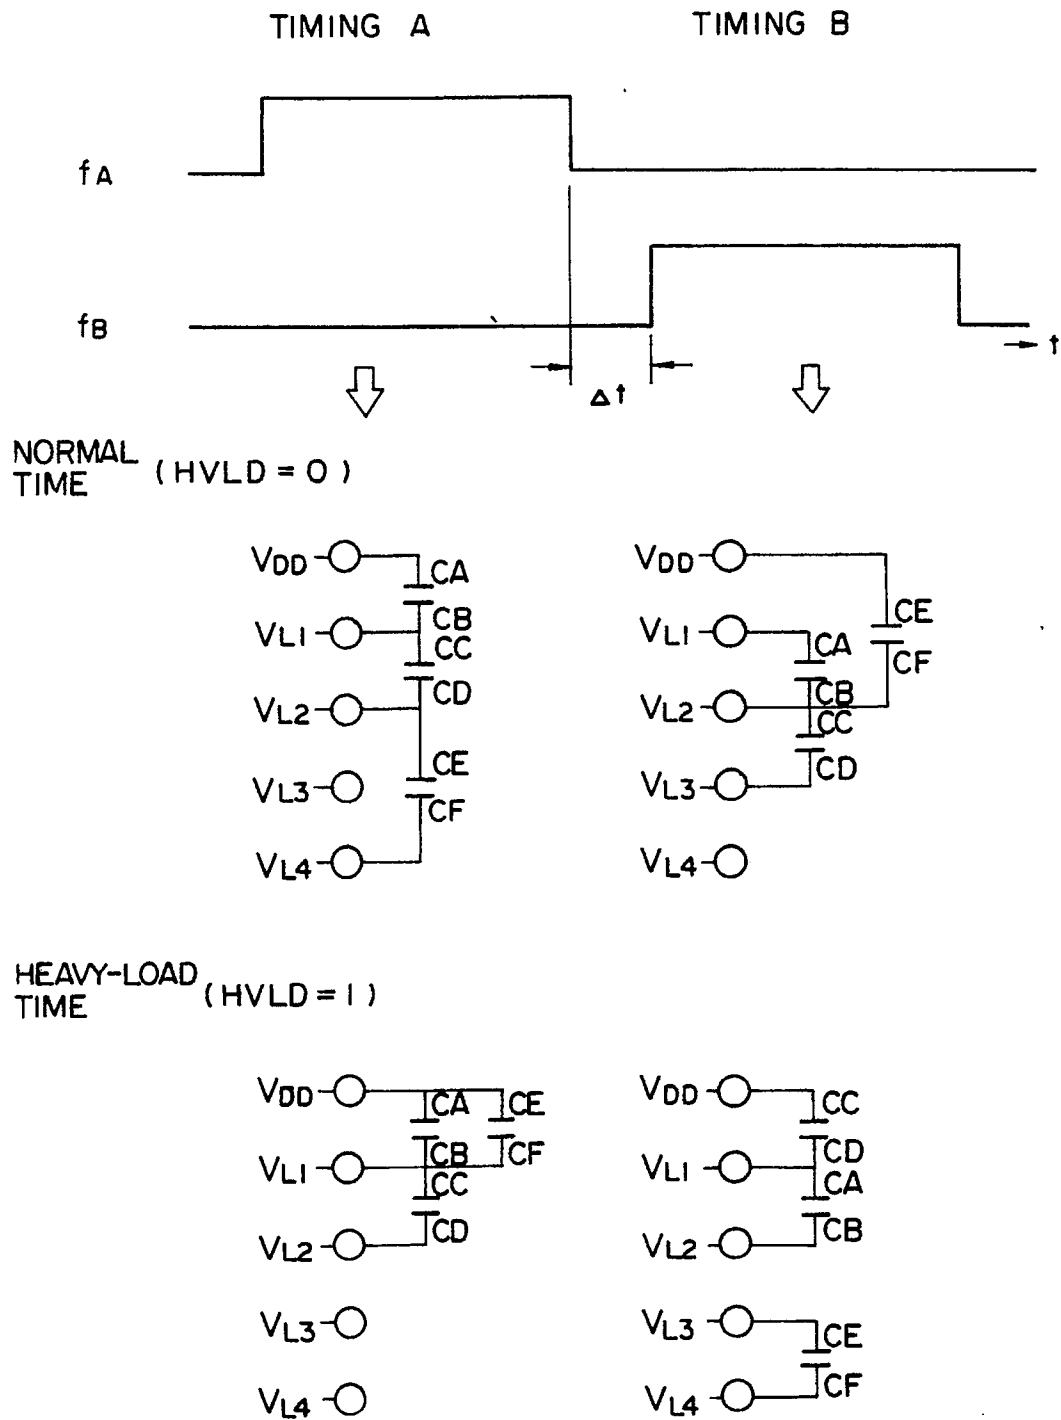 TIMING A
TIMING B
fA
fB
t
Δt
NORMAL
TIME
(HVLD = 0)
VDD
CA
CB
VL1
CC
CD
VL2
CE
VL3
CF
VL4
VDD
CE
VL1
CA
CF
CB
VL2
CC
CD
VL3
VL4
HEAVY-LOAD
TIME
(HVLD = 1)
VDD
CA
CE
CB
CF
VL1
CC
CD
VL2
VL3
VL4
VDD
CC
CD
VL1
CA
CB
VL2
VL3
CE
CF
VL4